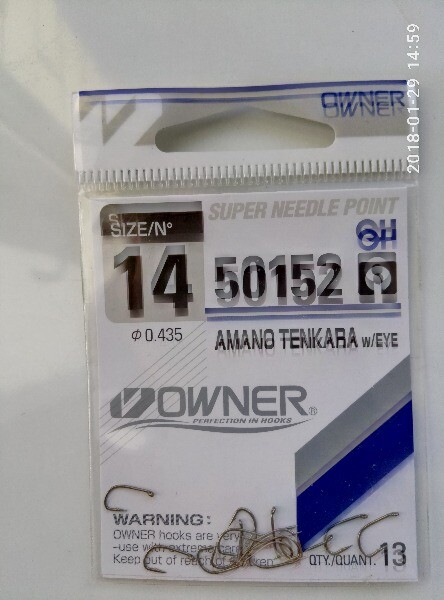 OWNER
2018-01-29 14:59
SUPER NEEDLE POINT
SIZE/N°
14
50152
AMANO TENKARA w/EYE
Φ 0.435
OWNER®
PERFECTION IN HOOKS
WARNING:
OWNER hooks are very
-use with extreme care
Keep out of reach of children
QTY./QUANT. 13